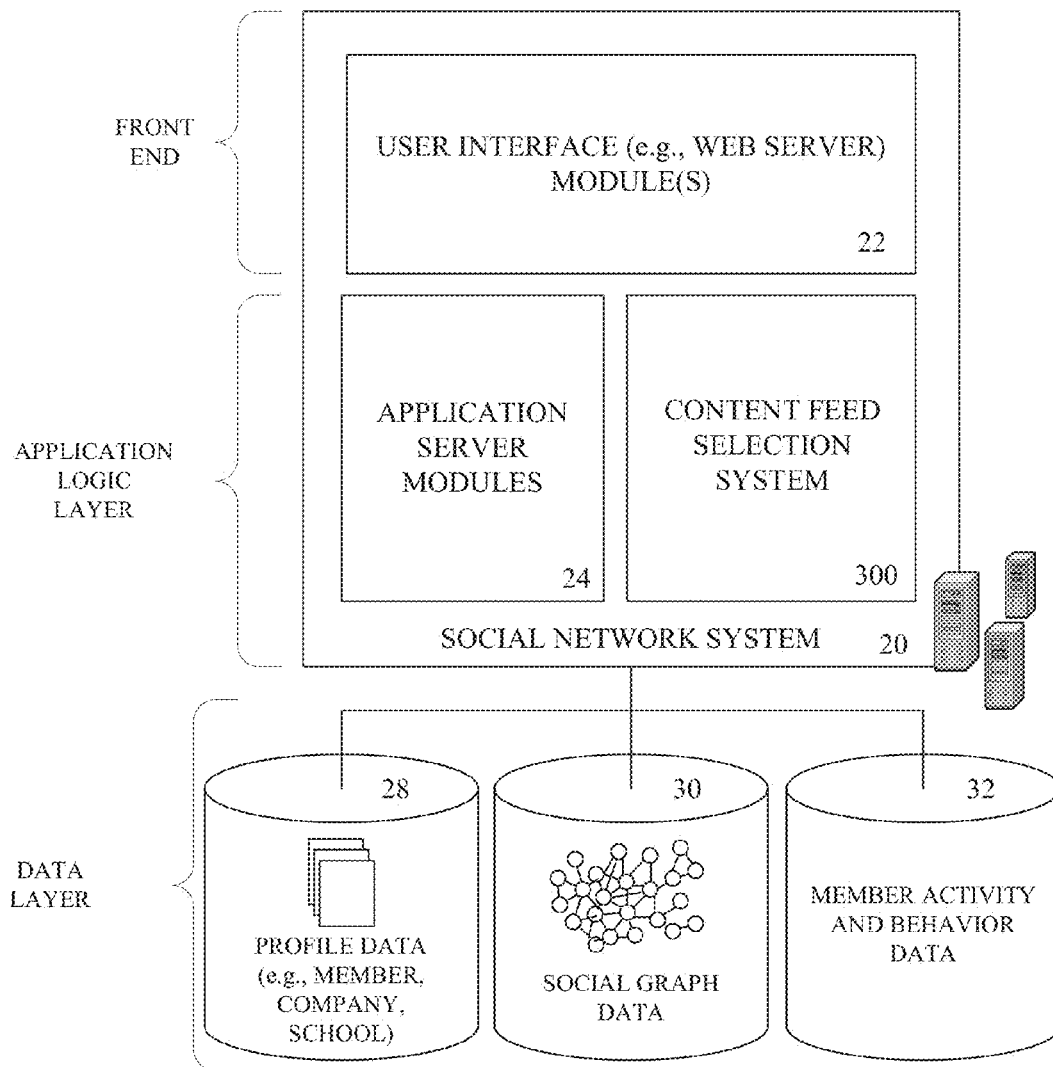 FRONT
END
USER INTERFACE (e.g., WEB SERVER)
MODULE(S)
22
APPLICATION
LOGIC
LAYER
APPLICATION
SERVER
MODULES
24
CONTENT FEED
SELECTION
SYSTEM
300
SOCIAL NETWORK SYSTEM
20
DATA
LAYER
28
PROFILE DATA
(e.g., MEMBER,
COMPANY,
SCHOOL)
30
SOCIAL GRAPH
DATA
32
MEMBER ACTIVITY
AND BEHAVIOR
DATA